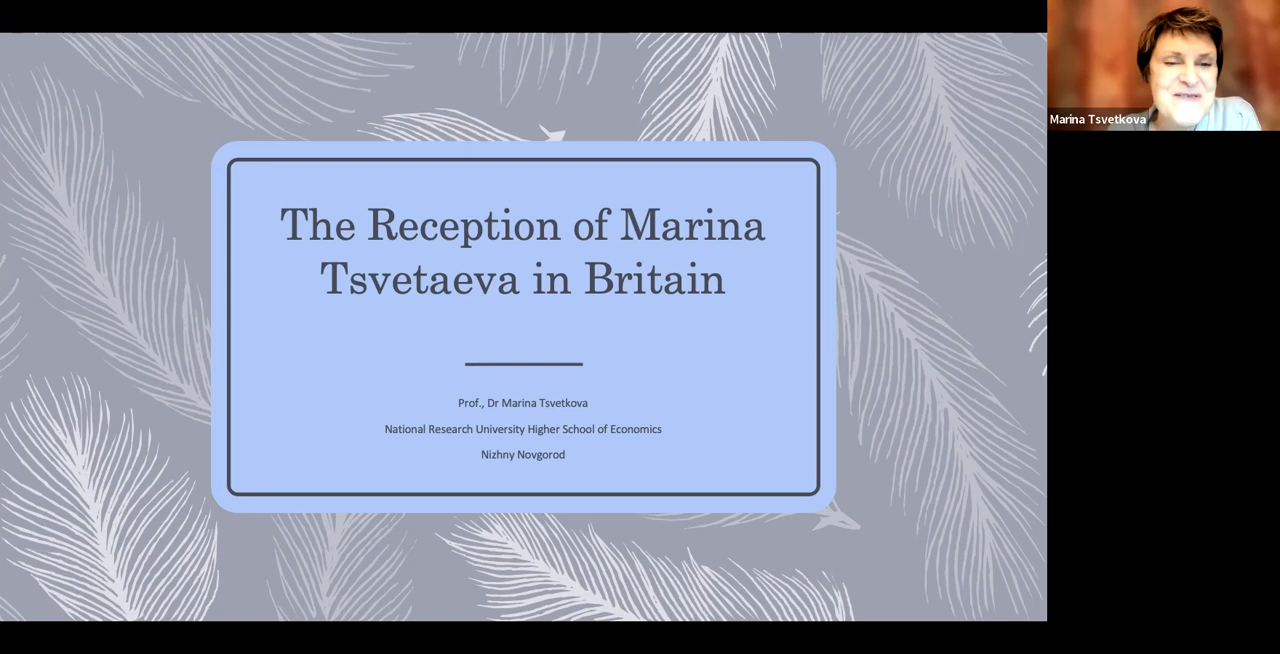 The Reception of Marina
Tsvetaeva in Britain
Prof., Dr Marina Tsvetkova
National Research University Higher School of Economics
Nizhny Novgorod
Marina Tsvetkova